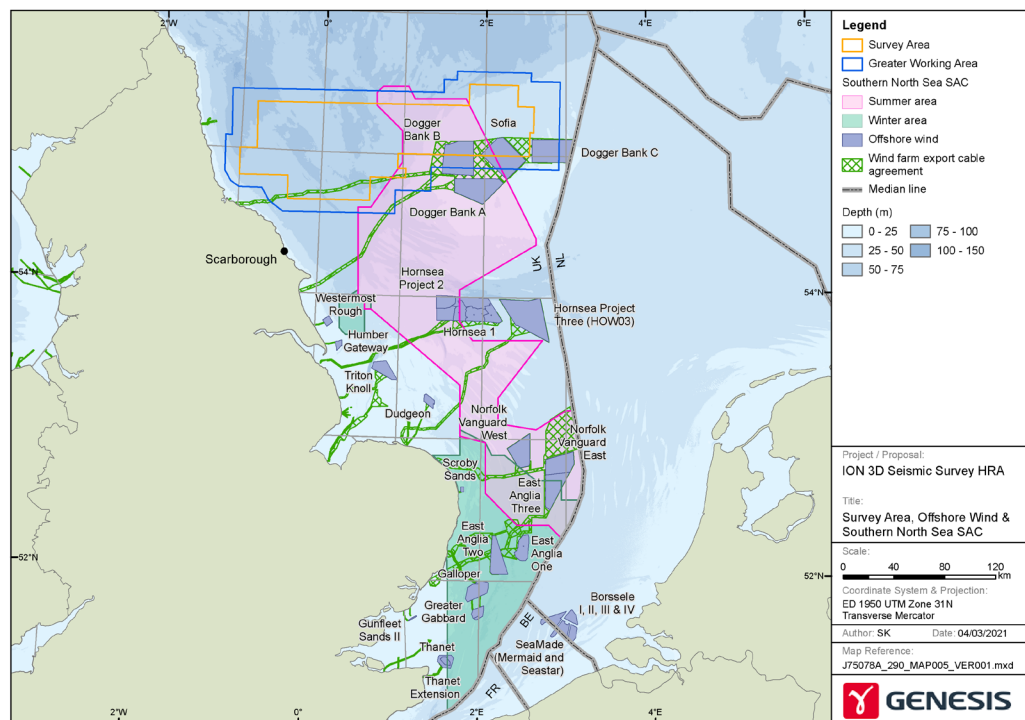 2°W
0°
2°E
4°E
6°E
Dogger
Bank B
Sofia
Dogger Bank C
Dogger Bank A
Scarborough
54°N
54°N
UK
NL
Hornsea
Project 2
Westermost
Rough
Hornsea Project
Three (HOW03)
Hornsea 1
Humber
Gateway
Triton
Knoll
Dudgeon
Norfolk
Vanguard
West
Norfolk
Vanguard
East
Scroby
Sands
East
Anglia
Three
East
Anglia
Two
East
Anglia
One
52°N
52°N
Galloper
Greater
Gabbard
Gunfleet
Sands II
Borssele
I, II, III & IV
BE
SeaMade
(Mermaid and
Seastar)
Thanet
Thanet
Extension
FR
2°W
0°
2°E
4°E
Legend
Survey Area
Greater Working Area
Southern North Sea SAC
Summer area
Winter area
Offshore wind
Wind farm export cable
agreement
Median line
Depth (m)
0 - 25
75 - 100
25 - 50
100 - 150
50 - 75
Project / Proposal:
ION 3D Seismic Survey HRA
Title:
Survey Area, Offshore Wind &
Southern North Sea SAC
Scale:
0 20 40 80 120
km
Coordinate System & Projection:
ED 1950 UTM Zone 31N
Transverse Mercator
Author: SK Date: 04/03/2021
Map Reference:
J75078A_290_MAP005_VER001.mxd
GENESIS